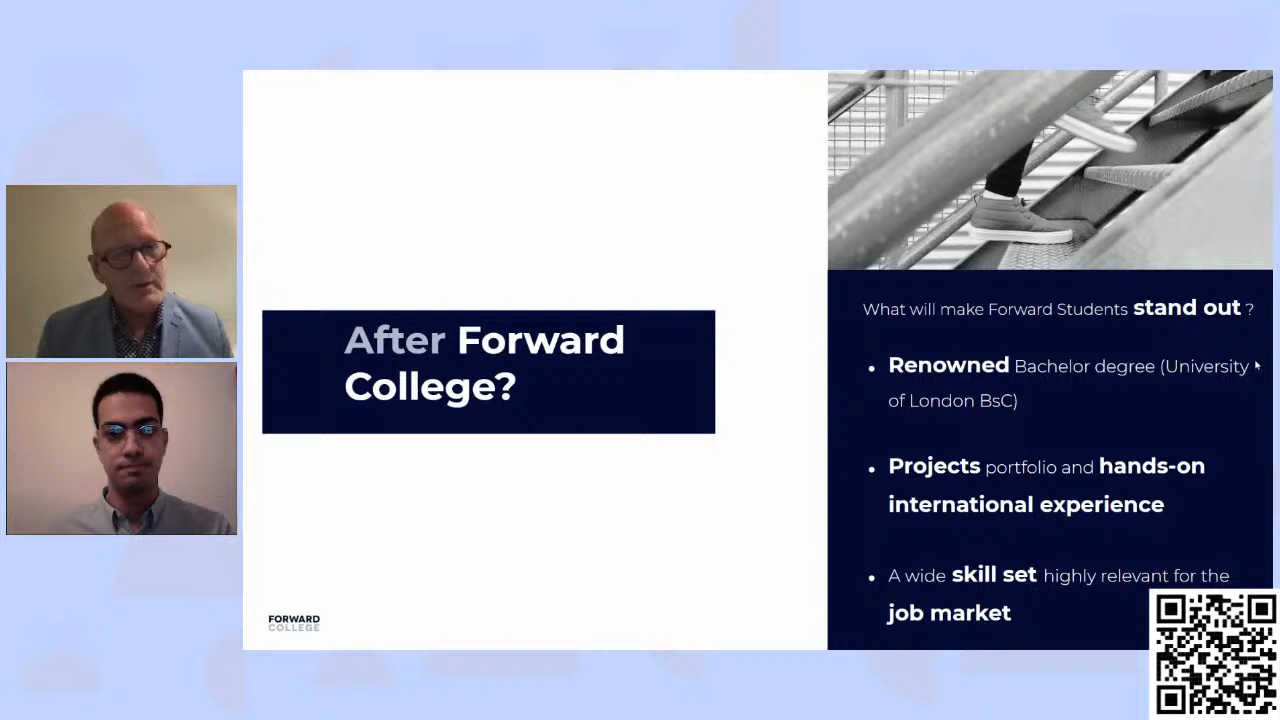 After Forward
College?
FORWARD
COLLEGE
What will make Forward Students stand out ?
• Renowned Bachelor degree (University
of London BsC)
• Projects portfolio and hands-on
international experience
• A wide skill set highly relevant for the
job market